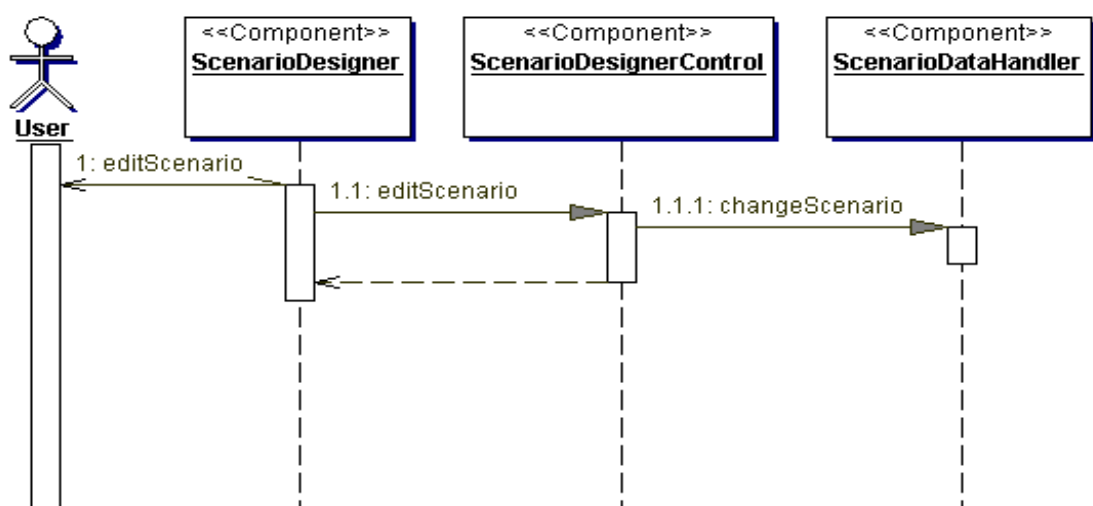 <<Component>>
ScenarioDesigner
<<Component>>
ScenarioDesignerControl
<<Component>>
ScenarioDataHandler
User
1: editScenario
1.1: editScenario
1.1.1: changeScenario